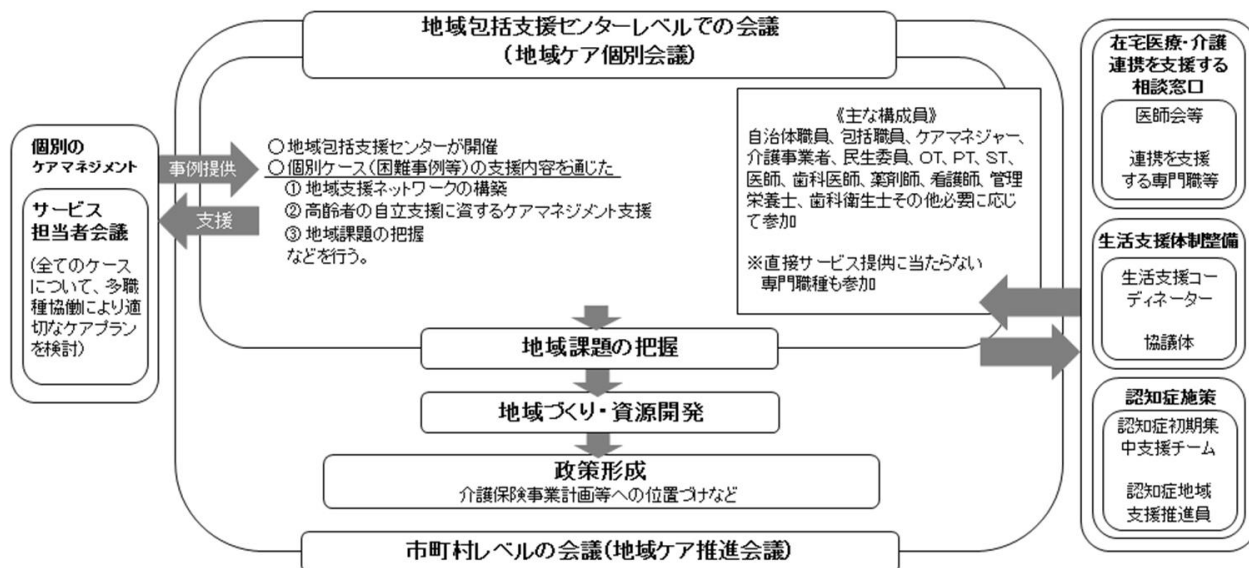 地域包括支援センターレベルでの会議
(地域ケア個別会議)
個別の
ケアマネジメント
サービス
担当者会議
(全てのケース
について、多職
種協働により適
切なケアプラン
を検討)
事例提供
支援
○地域包括支援センターが開催
○個別ケース(困難事例等)の支援内容を通じた
①地域支援ネットワークの構築
②高齢者の自立支援に資するケアマネジメント支援
③地域課題の把握
などを行う。
《主な構成員》
自治体職員、包括職員、ケアマネジャー、
介護事業者、民生委員、OT、PT、ST、
医師、歯科医師、薬剤師、看護師、管理
栄養士、歯科衛生士その他必要に応じ
て参加
※直接サービス提供に当たらない
専門職種も参加
地域課題の把握
地域づくり・資源開発
政策形成
介護保険事業計画等への位置づけなど
市町村レベルの会議(地域ケア推進会議)
在宅医療・介護
連携を支援する
相談窓口
医師会等
連携を支援
する専門職等
生活支援体制整備
生活支援コー
ディネーター
協議体
認知症施策
認知症初期集
中支援チーム
認知症地域
支援推進員